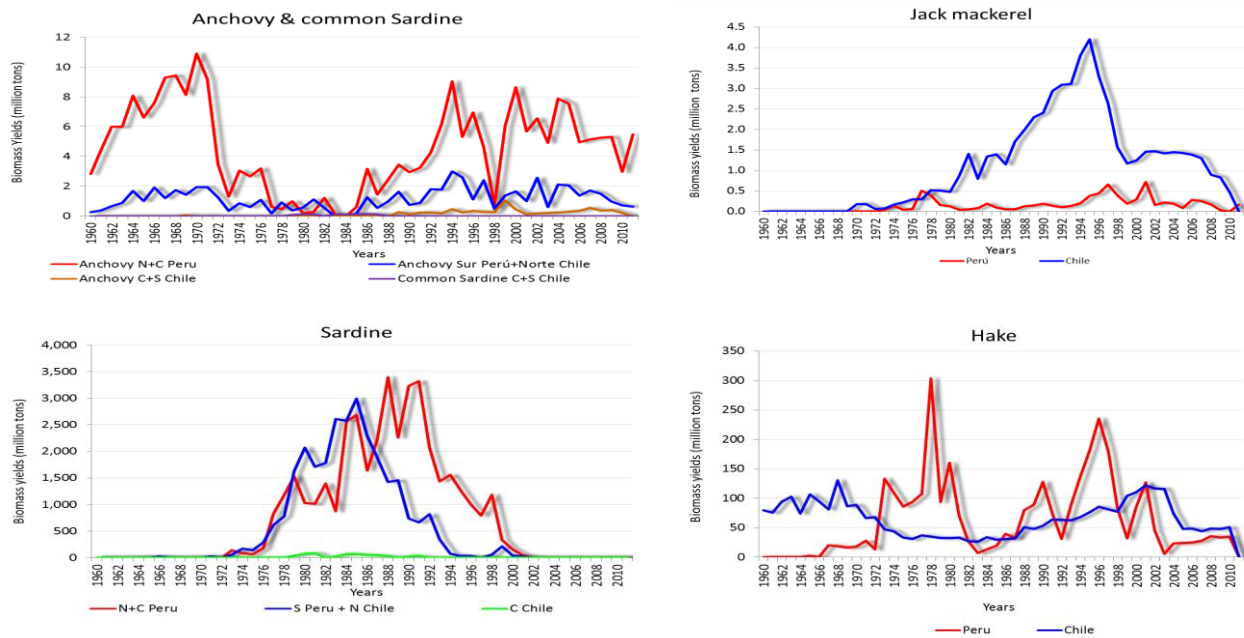 Anchovy & common Sardine
Biomass Yields (million tons)
12
10
8
6
4
2
0
1960 1962 1964 1966 1968 1970 1972 1974 1976 1978 1980 1982 1984 1986 1988 1990 1992 1994 1996 1998 2000 2002 2004 2006 2008 2010
Years
Anchovy N+C Peru Anchovy Sur Perú+Norte Chile
Anchovy C+S Chile Common Sardine C+S Chile
Jack mackerel
Biomass Yields (million tons)
4.5
4.0
3.5
3.0
2.5
2.0
1.5
1.0
0.5
0.0
1960 1962 1964 1966 1968 1970 1972 1974 1976 1978 1980 1982 1984 1986 1988 1990 1992 1994 1996 1998 2000 2002 2004 2006 2008 2010
Years
Perú Chile
Sardine
Biomass yields (million tons)
4,000
3,500
3,000
2,500
2,000
1,500
1,000
500
0
1960 1962 1964 1966 1968 1970 1972 1974 1976 1978 1980 1982 1984 1986 1988 1990 1992 1994 1996 1998 2000 2002 2004 2006 2008 2010
Years
N+C Peru S Peru + N Chile C Chile
Hake
Biomass yields (million tons)
350
300
250
200
150
100
50
0
1960 1962 1964 1966 1968 1970 1972 1974 1976 1978 1980 1982 1984 1986 1988 1990 1992 1994 1996 1998 2000 2002 2004 2006 2008 2010
Years
Peru Chile